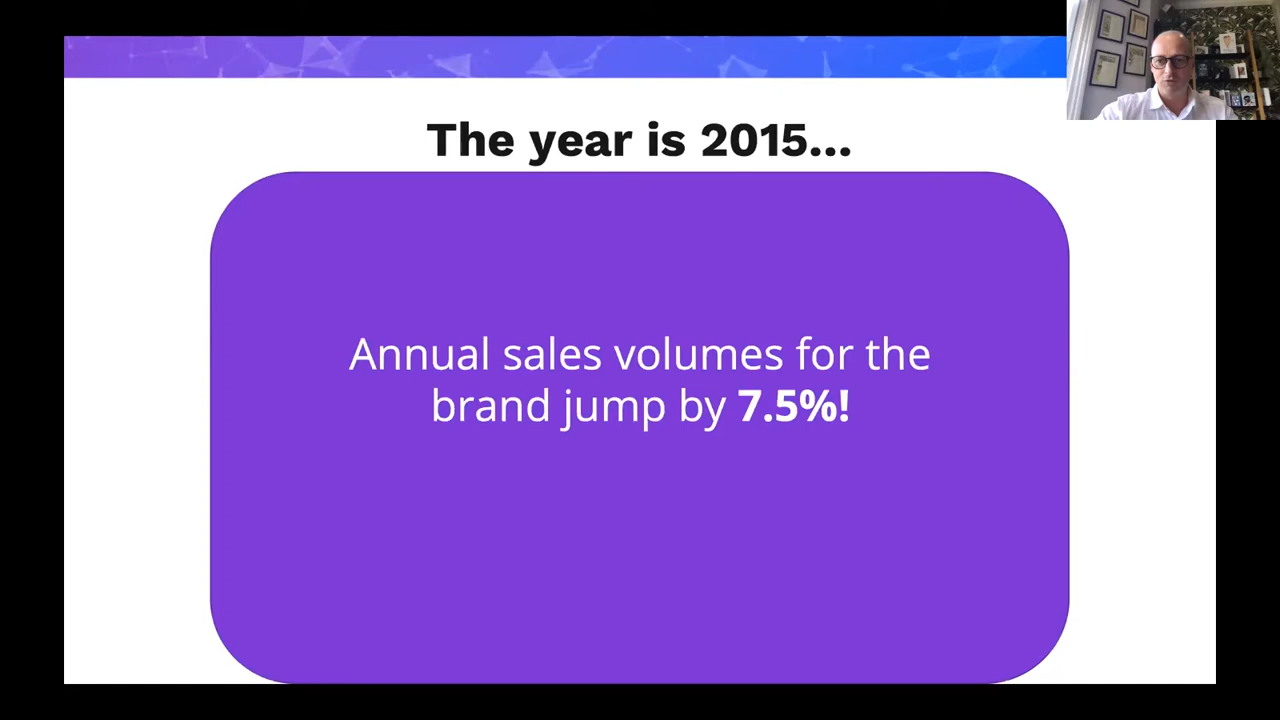 The year is 2015...
Annual sales volumes for the
brand jump by 7.5%!